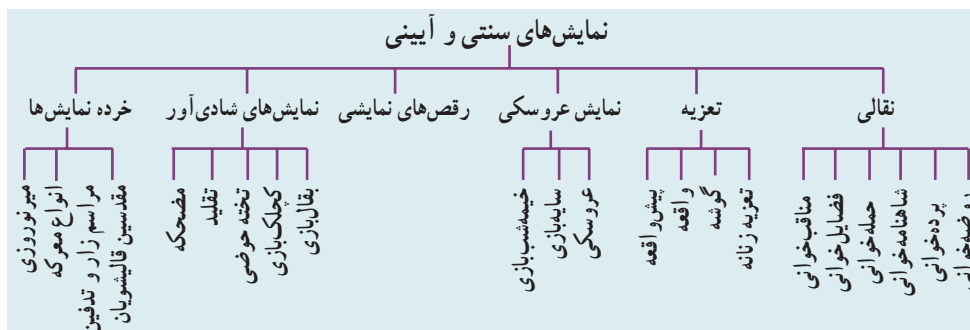 نمایش‌های سنتی و آیینی
نقالی
تعزیه
نمایش عروسکی
رقص‌های نمایشی
نمایش‌های شادی‌آور
خرده نمایش‌ها
روضه‌خوانی
پرده‌خوانی
شاهنامه‌خوانی
حمله‌خوانی
فضایل‌خوانی
مناقب‌خوانی
تعزیه زنانه
گوشه
واقعه
پیش‌واقعه
عروسکی
سایه‌بازی
خیمه‌شب‌بازی
بقال‌بازی
کچلک‌بازی
تخته حوضی
تقلید
مضحکه
مراسم زار و تدفین
مقدسین قالیشویان
انواع معرکه
میر نوروزی